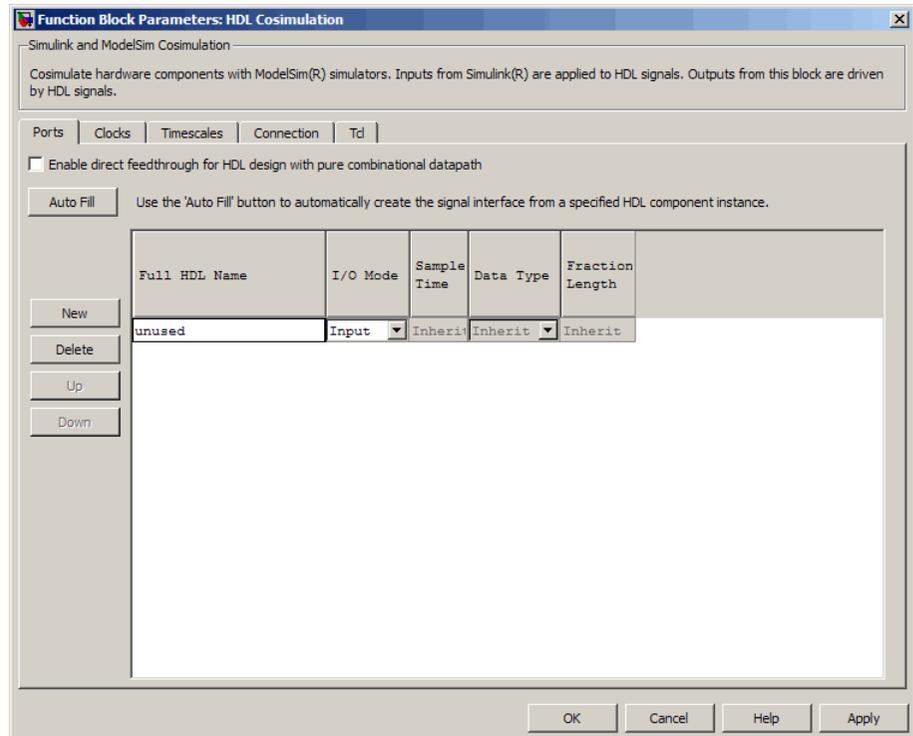 Function Block Parameters: HDL Cosimulation
Simulink and ModelSim Cosimulation
Cosimulate hardware components with ModelSim(R) simulators. Inputs from Simulink(R) are applied to HDL signals. Outputs from this block are driven
by HDL signals.
Ports Clocks Timescales Connection Tcl
Enable direct feedthrough for HDL design with pure combinational datapath
Auto Fill Use the 'Auto Fill' button to automatically create the signal interface from a specified HDL component instance.
Full HDL Name I/O Mode Sample Time Data Type Fraction Length
New
unused Input Inherit Inherit Inherit
Delete
Up
Down
OK Cancel Help Apply